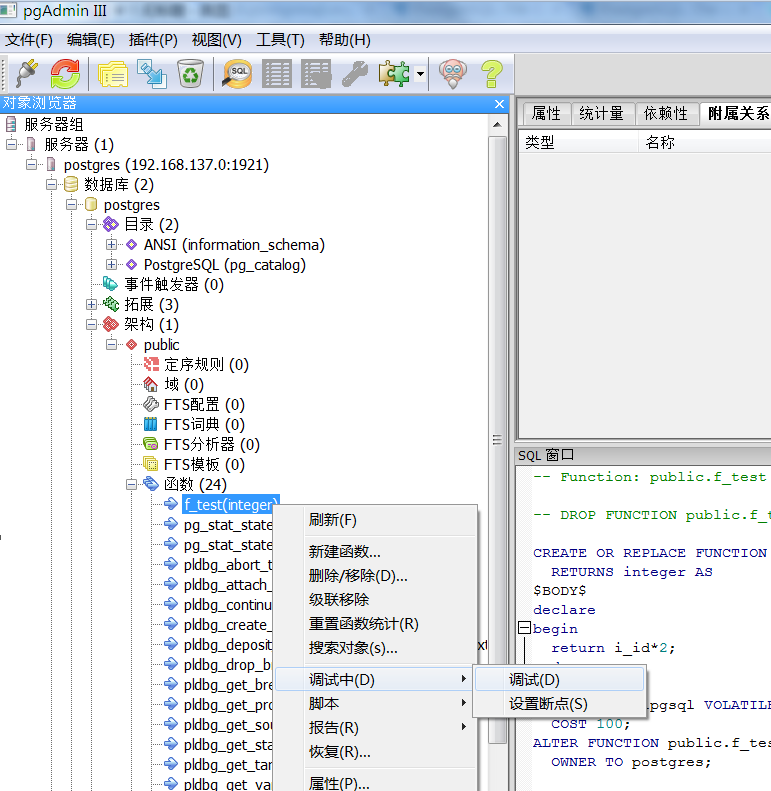 pgAdmin III
文件(F) 编辑(E) 插件(P) 视图(V) 工具(T) 帮助(H)
SQL
对象浏览器
服务器组
服务器 (1)
postgres (192.168.137.0:1921)
数据库 (2)
postgres
目录 (2)
ANSI (information_schema)
PostgreSQL (pg_catalog)
事件触发器 (0)
拓展 (3)
架构 (1)
public
定序规则 (0)
域 (0)
FTS配置 (0)
FTS词典 (0)
FTS分析器 (0)
FTS模板 (0)
函数 (24)
f_test(integer)
pg_stat_state
pg_stat_state
pldbg_abort_t
pldbg_attach_
pldbg_continu
pldbg_create_
pldbg_deposit
pldbg_drop_b
pldbg_get_bre
pldbg_get_pro
pldbg_get_sou
pldbg_get_sta
pldbg_get_tar
pldbg_get_va
刷新(F)
新建函数...
删除/移除(D)...
级联移除
重置函数统计(R)
搜索对象(s)...
调试中(D)
脚本
报告(R)
恢复(R)...
属性(P)...
调试(D)
设置断点(S)
属性 统计量 依赖性 附属关系
类型 名称
SQL 窗口
-- Function: public.f_test
-- DROP FUNCTION public.f_t
CREATE OR REPLACE FUNCTION
RETURNS integer AS
$BODY$
declare
begin
return i_id*2;
pgsql VOLATILE
COST 100;
ALTER FUNCTION public.f_tes
OWNER TO postgres;